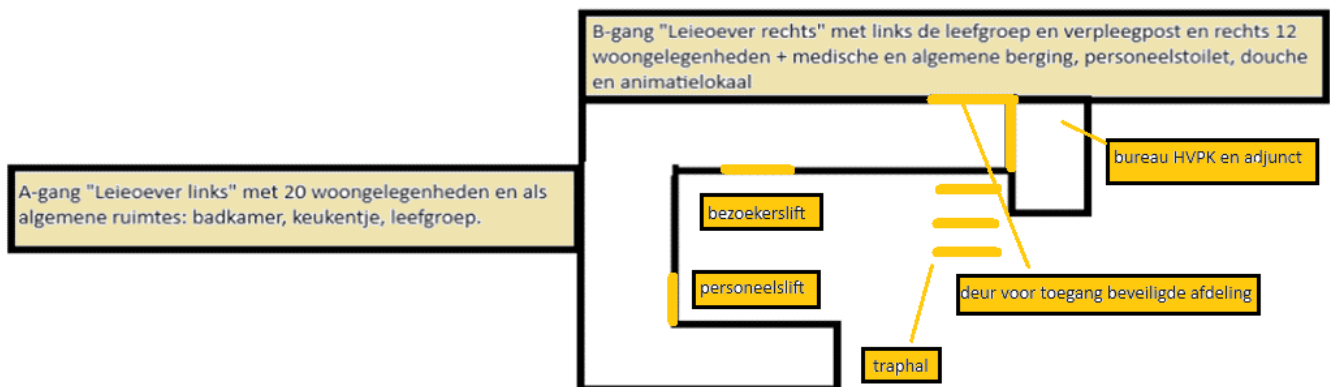 B-gang "Leieoever rechts" met links de leefgroep en verpleegpost en rechts 12
woongelegenheden + medische en algemene berging, personeelstoilet, douche
en animatielokaal
bureau HVPK en adjunct
A-gang "Leieoever links" met 20 woongelegenheden en als
algemene ruimtes: badkamer, keukentje, leefgroep.
bezoekerslift
personeelslift
deur voor toegang beveiligde afdeling
traphal